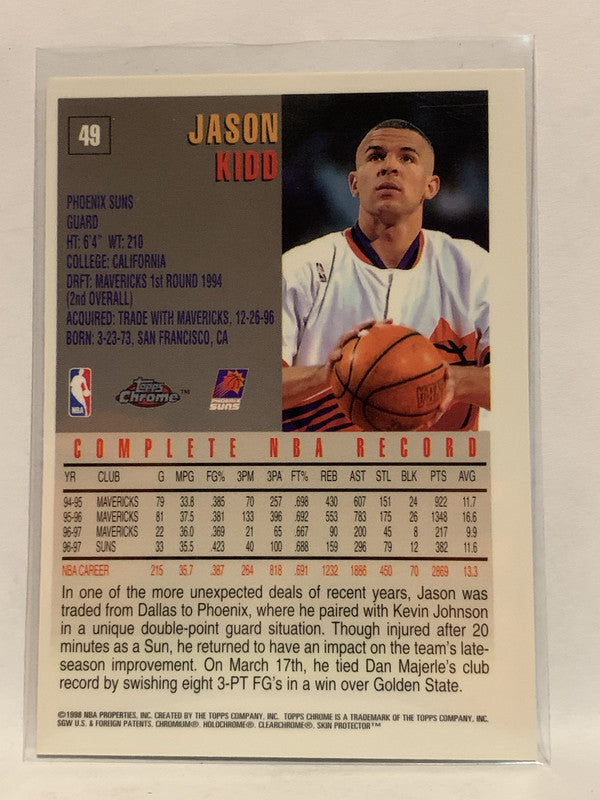 49
JASON
KIDD
PHOENIX SUNS
GUARD
HT: 6'4" WT: 210
COLLEGE: CALIFORNIA
DRFT: MAVERICKS 1st ROUND 1994
(2nd OVERALL)
ACQUIRED: TRADE WITH MAVERICKS, 12-26-96
BORN: 3-23-73, SAN FRANCISCO, CA
NBA
Topps Chrome™
PHOENIX SUNS
COMPLETE NBA RECORD
YR CLUB G MPG FG% 3PM 3PA FT% REB AST STL BLK PTS AVG
94-95 MAVERICKS 79 33.8 .385 70 257 .698 430 607 151 24 922 11.7
95-96 MAVERICKS 81 37.5 .381 133 396 .692 553 783 175 26 1348 16.6
96-97 MAVERICKS 22 36.0 .369 21 65 .667 90 200 45 8 217 9.9
96-97 SUNS 33 35.5 .423 40 100 .688 159 296 79 12 382 11.6
NBA CAREER 215 35.7 .387 264 818 .691 1232 1886 450 70 2869 13.3
In one of the more unexpected deals of recent years, Jason was
traded from Dallas to Phoenix, where he paired with Kevin Johnson
in a unique double-point guard situation. Though injured after 20
minutes as a Sun, he returned to have an impact on the team's late-
season improvement. On March 17th, he tied Dan Majerle's club
record by swishing eight 3-PT FG's in a win over Golden State.
©1998 NBA PROPERTIES, INC. CREATED BY THE TOPPS COMPANY, INC. TOPPS CHROME IS A TRADEMARK OF THE TOPPS COMPANY, INC.
SGW U.S. & FOREIGN PATENTS. CHROMIUM®. HOLOCHROME®. CLEARCHROME®. SKIN PROTECTOR™